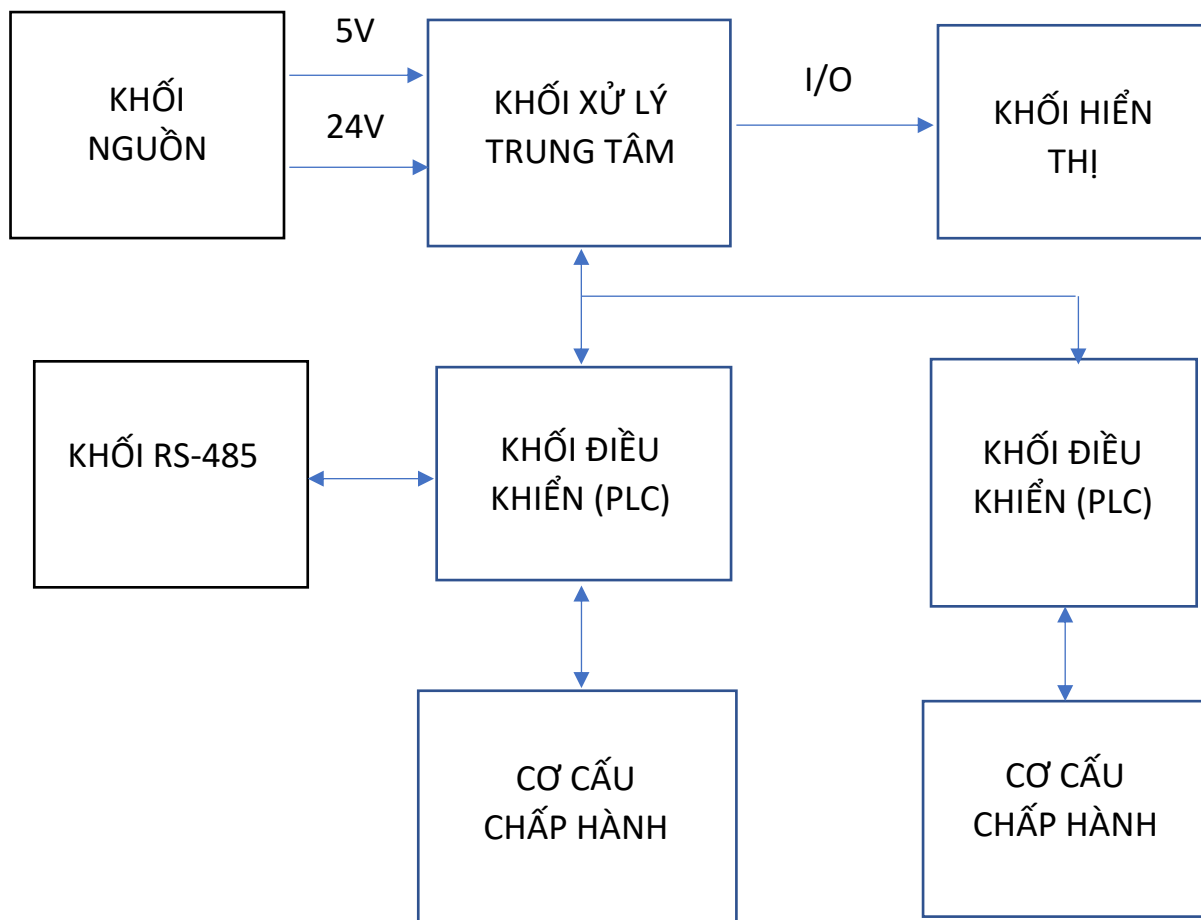 5V
KHỐI
NGUỒN
24V
KHỐI XỬ LÝ
TRUNG TÂM
I/O
KHỐI HIỂN
THỊ
KHỐI RS-485
KHỐI ĐIỀU
KHIỂN (PLC)
KHỐI ĐIỀU
KHIỂN (PLC)
CƠ CẤU
CHẤP HÀNH
CƠ CẤU
CHẤP HÀNH